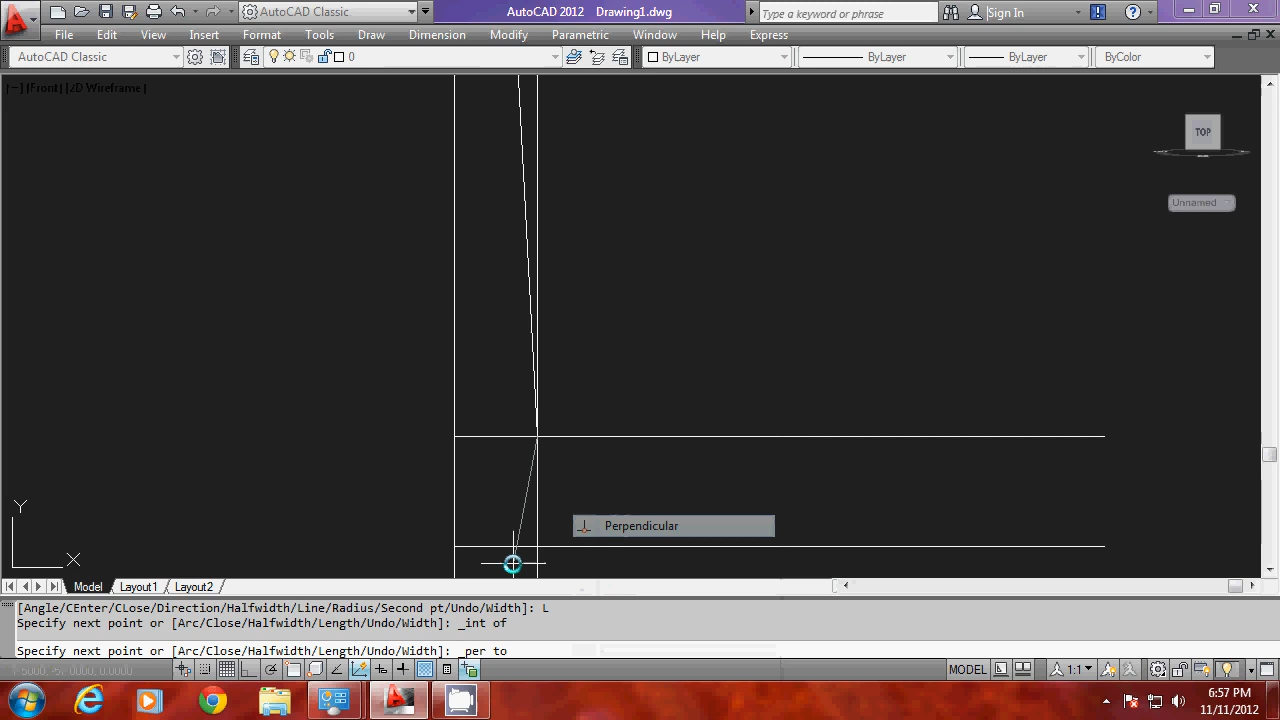 AutoCAD Classic
AutoCAD 2012 Drawing1.dwg
Type a keyword or phrase
Sign In
File Edit View Insert Format Tools Draw Dimension Modify Parametric Window Help Express
AutoCAD Classic
0
ByLayer
ByLayer
ByLayer
ByColor
[−] [Front] [2D Wireframe]
TOP
Unnamed
Perpendicular
Y
X
Model Layout1 Layout2
[Angle/CEnter/CLose/Direction/Halfwidth/Line/Radius/Second pt/Undo/Width]: L
Specify next point or [Arc/Close/Halfwidth/Length/Undo/Width]: _int of
Specify next point or [Arc/Close/Halfwidth/Length/Undo/Width]: _per to
MODEL
1:1
6:57 PM
11/11/2012